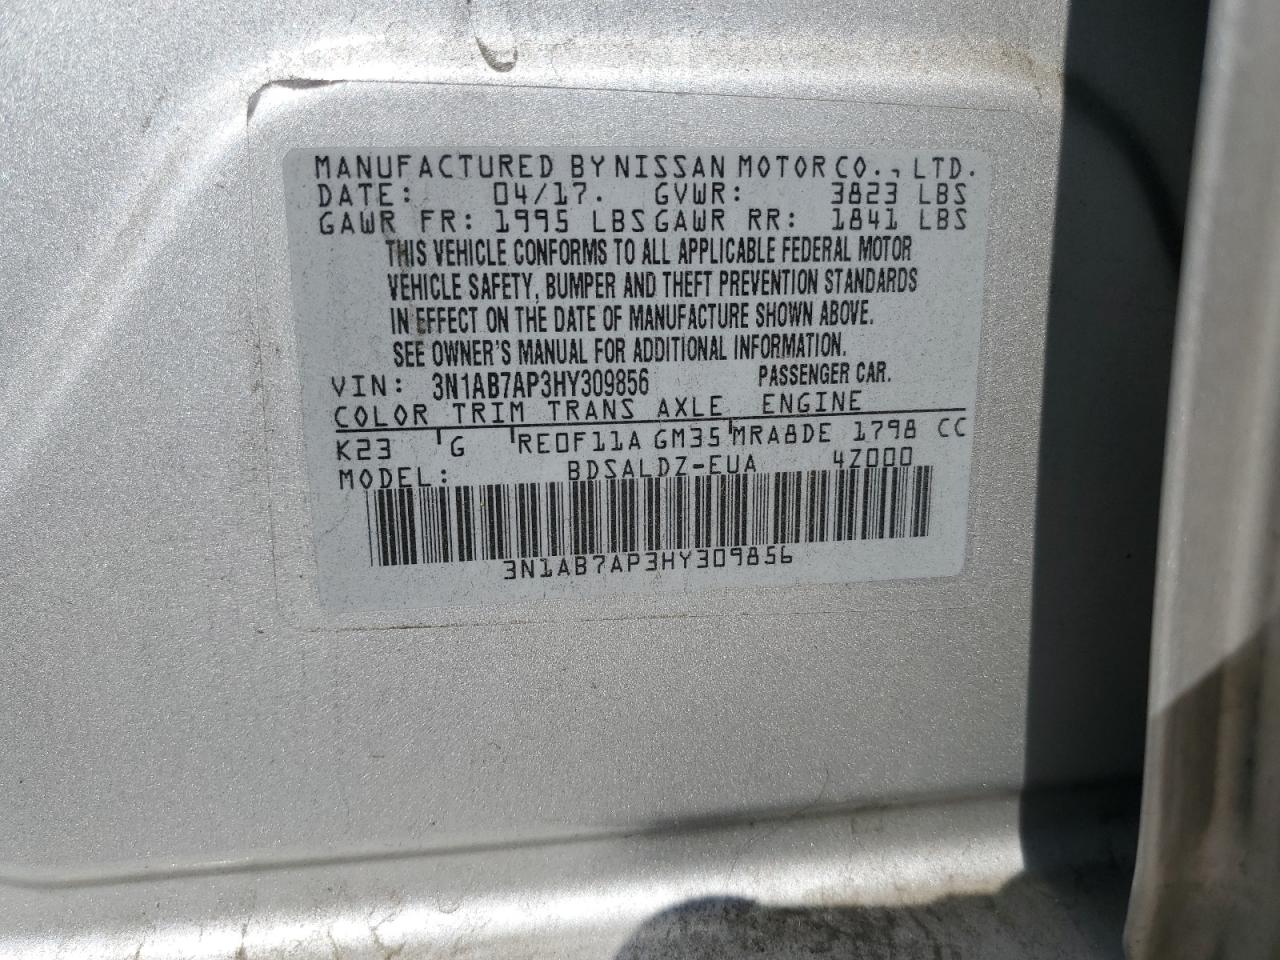 MANUFACTURED BY NISSAN MOTOR CO., LTD.
DATE: 04/17. GVWR: 3823 LBS
GAWR FR: 1995 LBS GAWR RR: 1841 LBS
THIS VEHICLE CONFORMS TO ALL APPLICABLE FEDERAL MOTOR
VEHICLE SAFETY, BUMPER AND THEFT PREVENTION STANDARDS
IN EFFECT ON THE DATE OF MANUFACTURE SHOWN ABOVE.
SEE OWNER'S MANUAL FOR ADDITIONAL INFORMATION.
VIN: 3N1AB7AP3HY309856 PASSENGER CAR.
COLOR TRIM TRANS AXLE ENGINE
K23 G RE0F11A GM35 MRA8DE 1798 CC
MODEL: BDSALDZ-EUA 4Z000
3N1AB7AP3HY309856